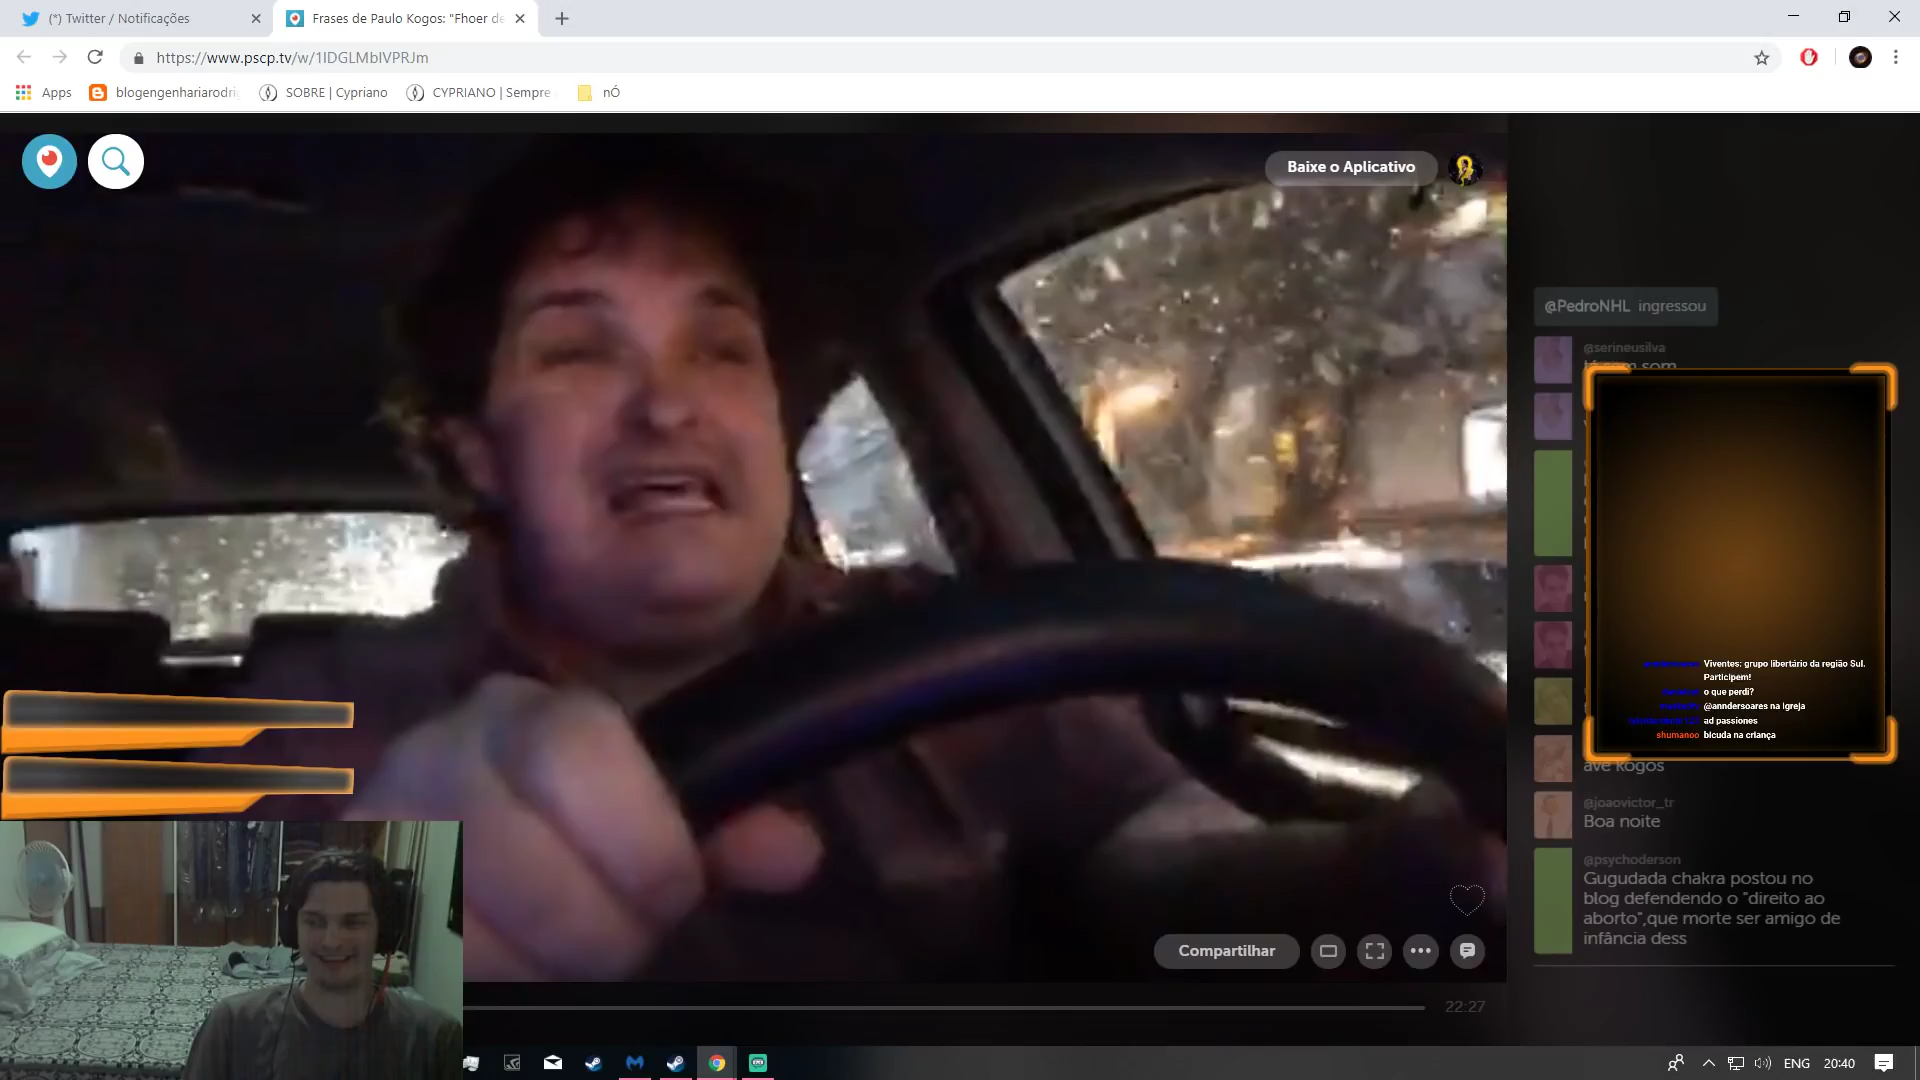 (*) Twitter / Notificações
Frases de Paulo Kogos: "Fhoer de
https://www.pscp.tv/w/1IDGLMbIVPRJm
Apps
blogengenhariarodrig
SOBRE | Cypriano
CYPRIANO | Sempre
nÓ
Baixe o Aplicativo
@PedroNHL ingressou
@serineusilva
Viventes: grupo libertário da região Sul.
Participem!
o que perdi?
@anndersoares na igreja
ad passiones
shumanoo bicuda na criança
ave kogos
@joaovictor_tr
Boa noite
@psychoderson
Gugudada chakra postou no
blog defendendo o "direito ao
aborto",que morte ser amigo de
infância dess
Compartilhar
22:27
ENG
20:40